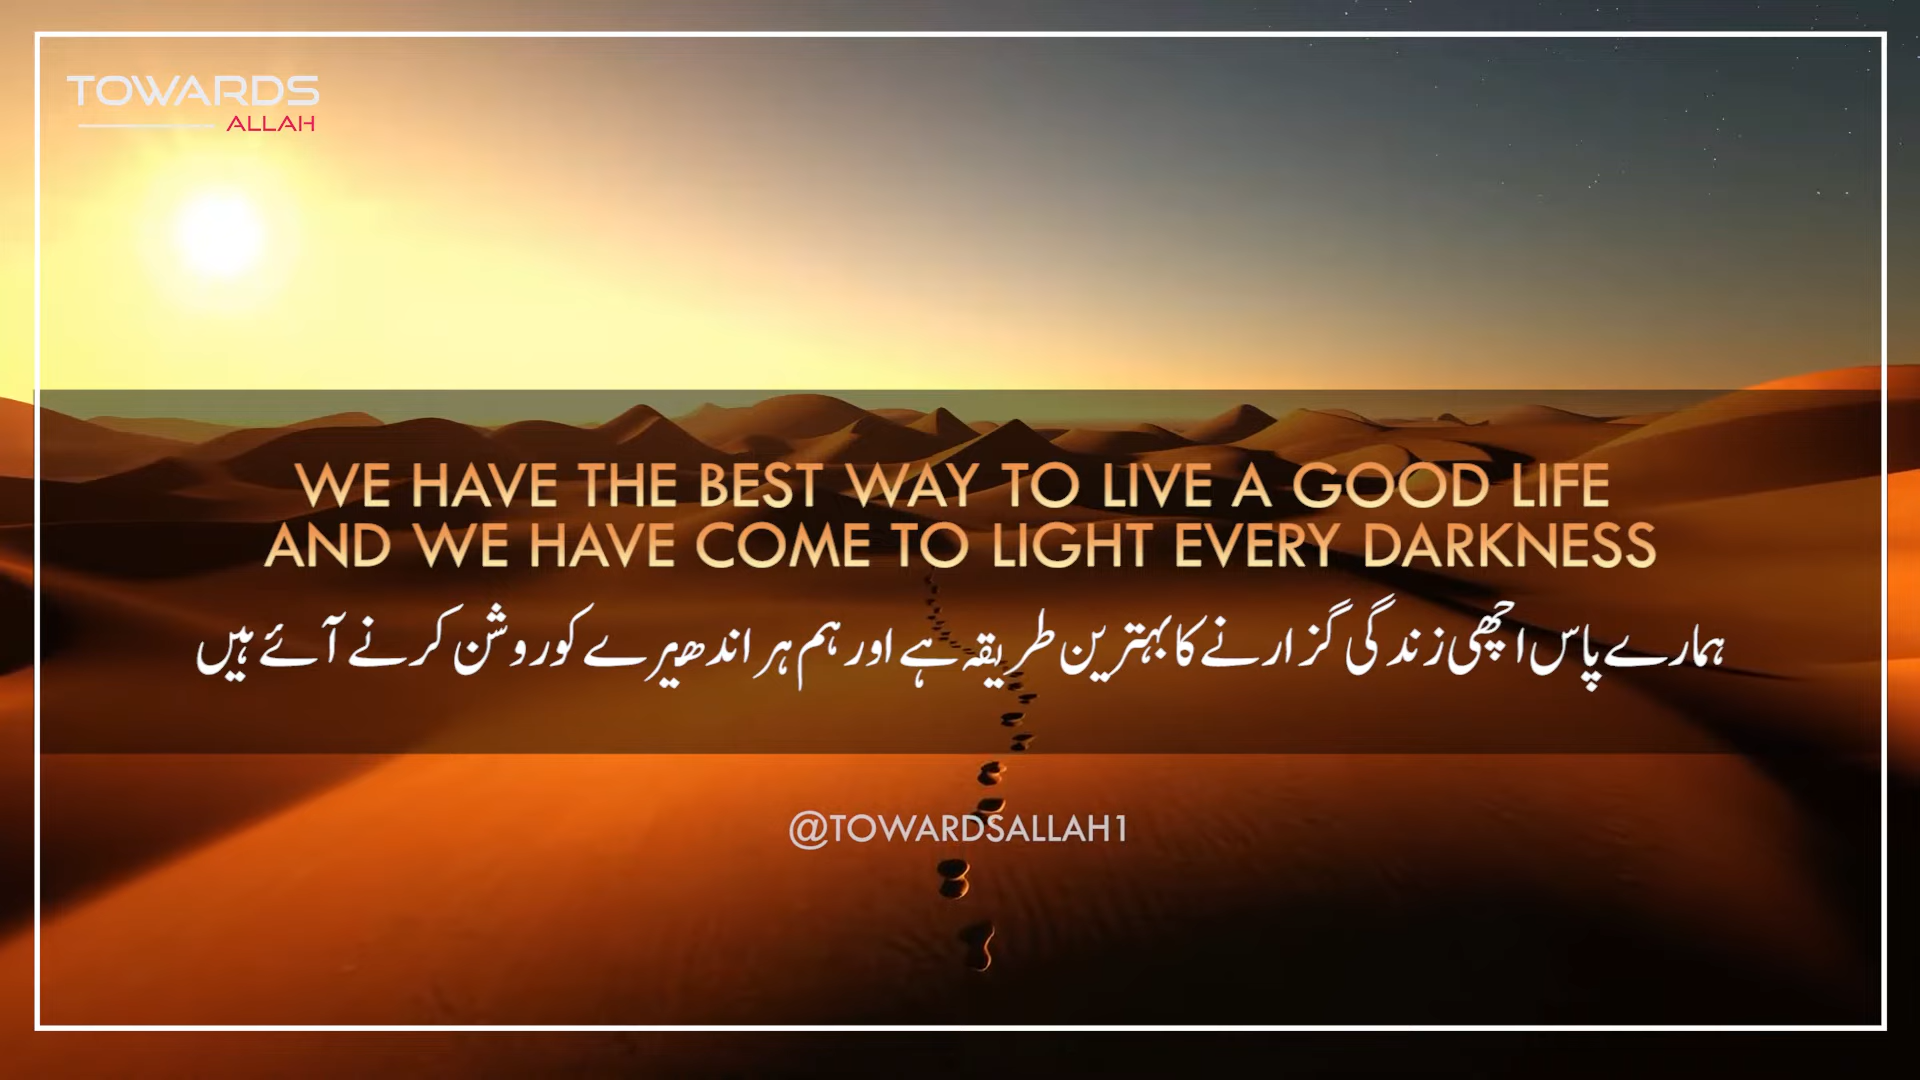 TOWARDS
ALLAH
WE HAVE THE BEST WAY TO LIVE A GOOD LIFE
AND WE HAVE COME TO LIGHT EVERY DARKNESS
ہمارے پاس اچھی زندگی گزارنے کا بہترین طریقہ ہے اور ہم ہر اندھیرے کو روشن کرنے آئے ہیں
@TOWARDSALLAH1